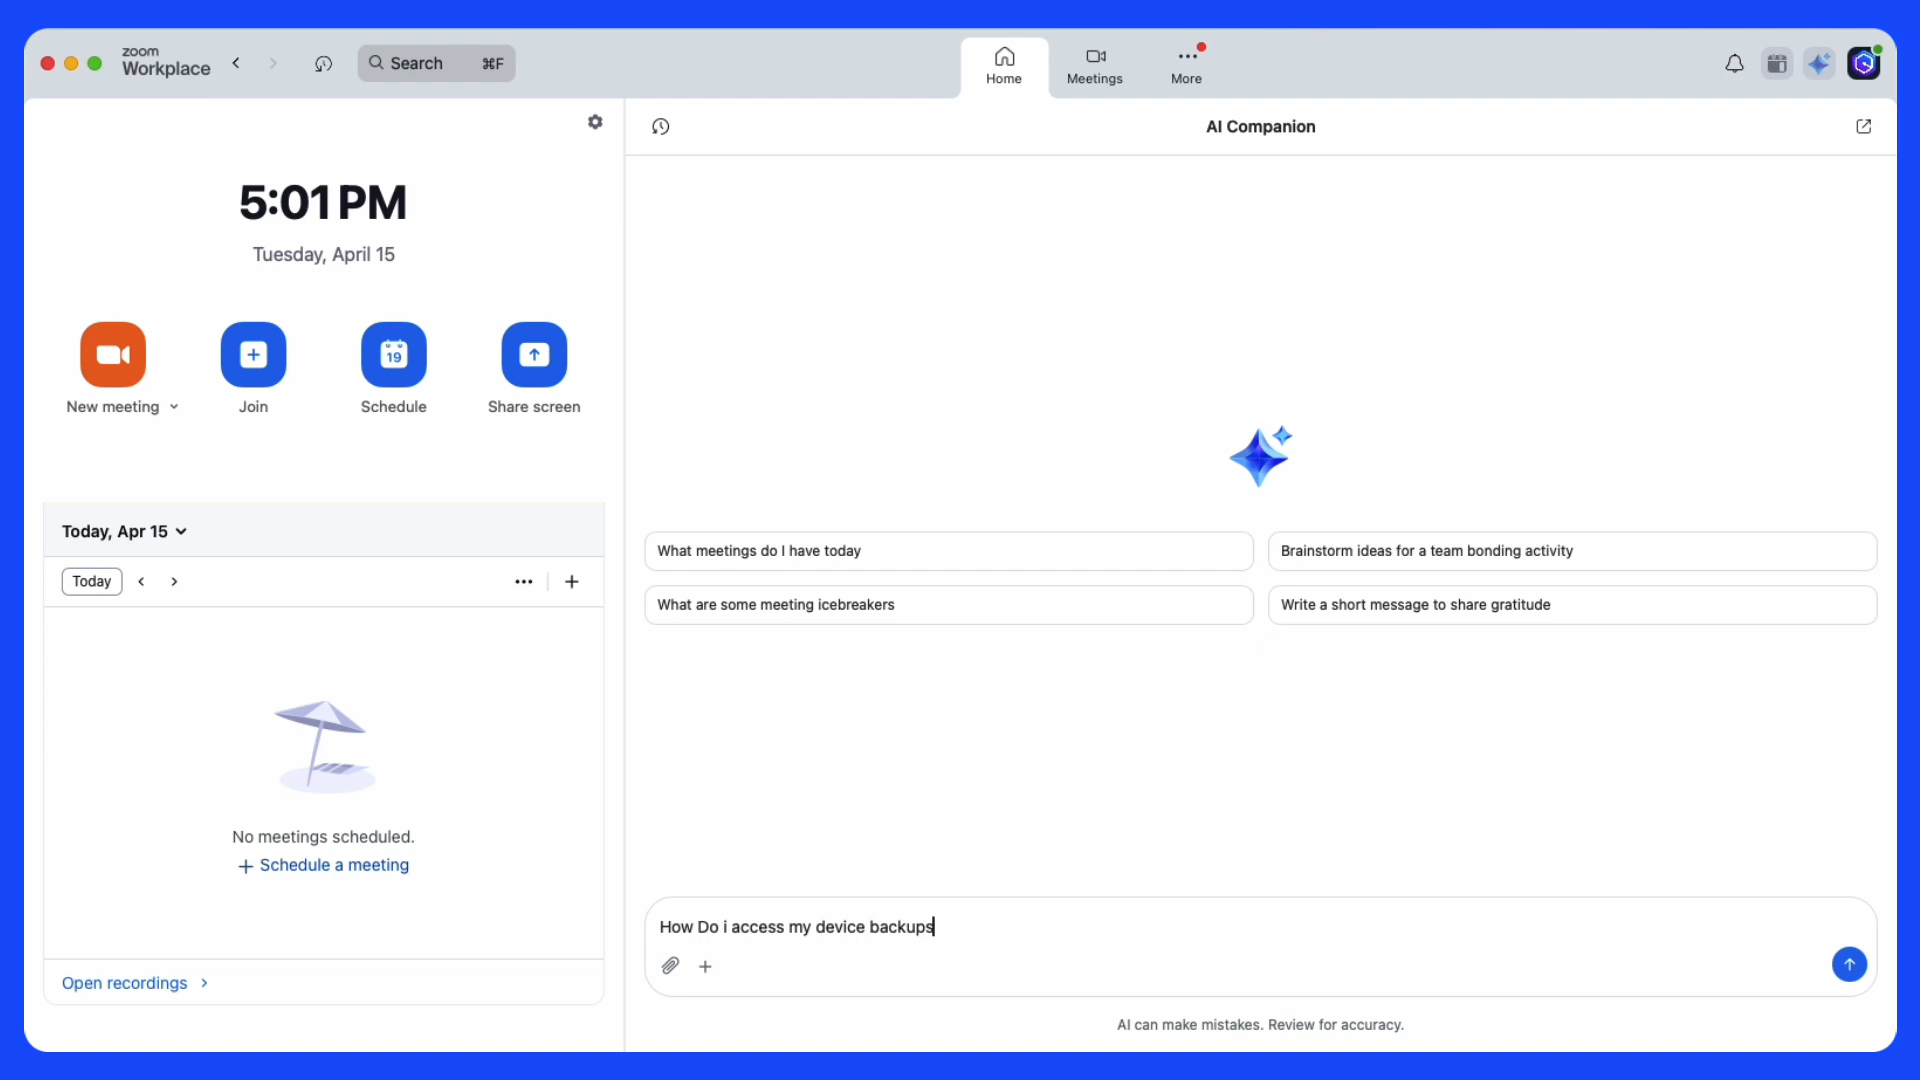 zoom
Workplace
Search ⌘F
Home
Meetings
More
5:01 PM
Tuesday, April 15
New meeting
Join
19
Schedule
Share screen
Today, Apr 15
Today
No meetings scheduled.
+ Schedule a meeting
Open recordings
AI Companion
What meetings do I have today
Brainstorm ideas for a team bonding activity
What are some meeting icebreakers
Write a short message to share gratitude
How Do i access my device backups
AI can make mistakes. Review for accuracy.